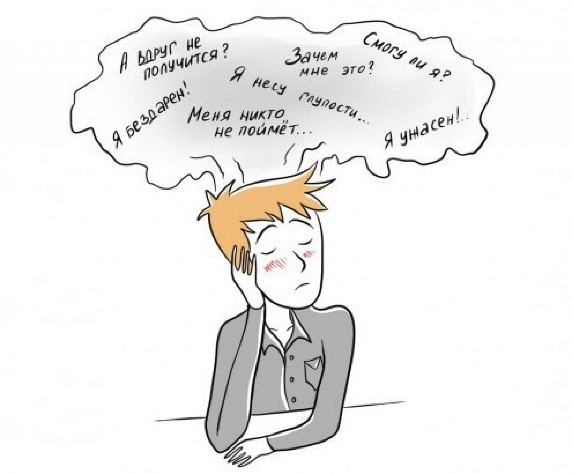 А вдруг не
получится?
Зачем
мне это?
Смогу ли я?
Я несу глупости...
Я бездарен!
Меня никто
не поймёт...
Я ужасен!..